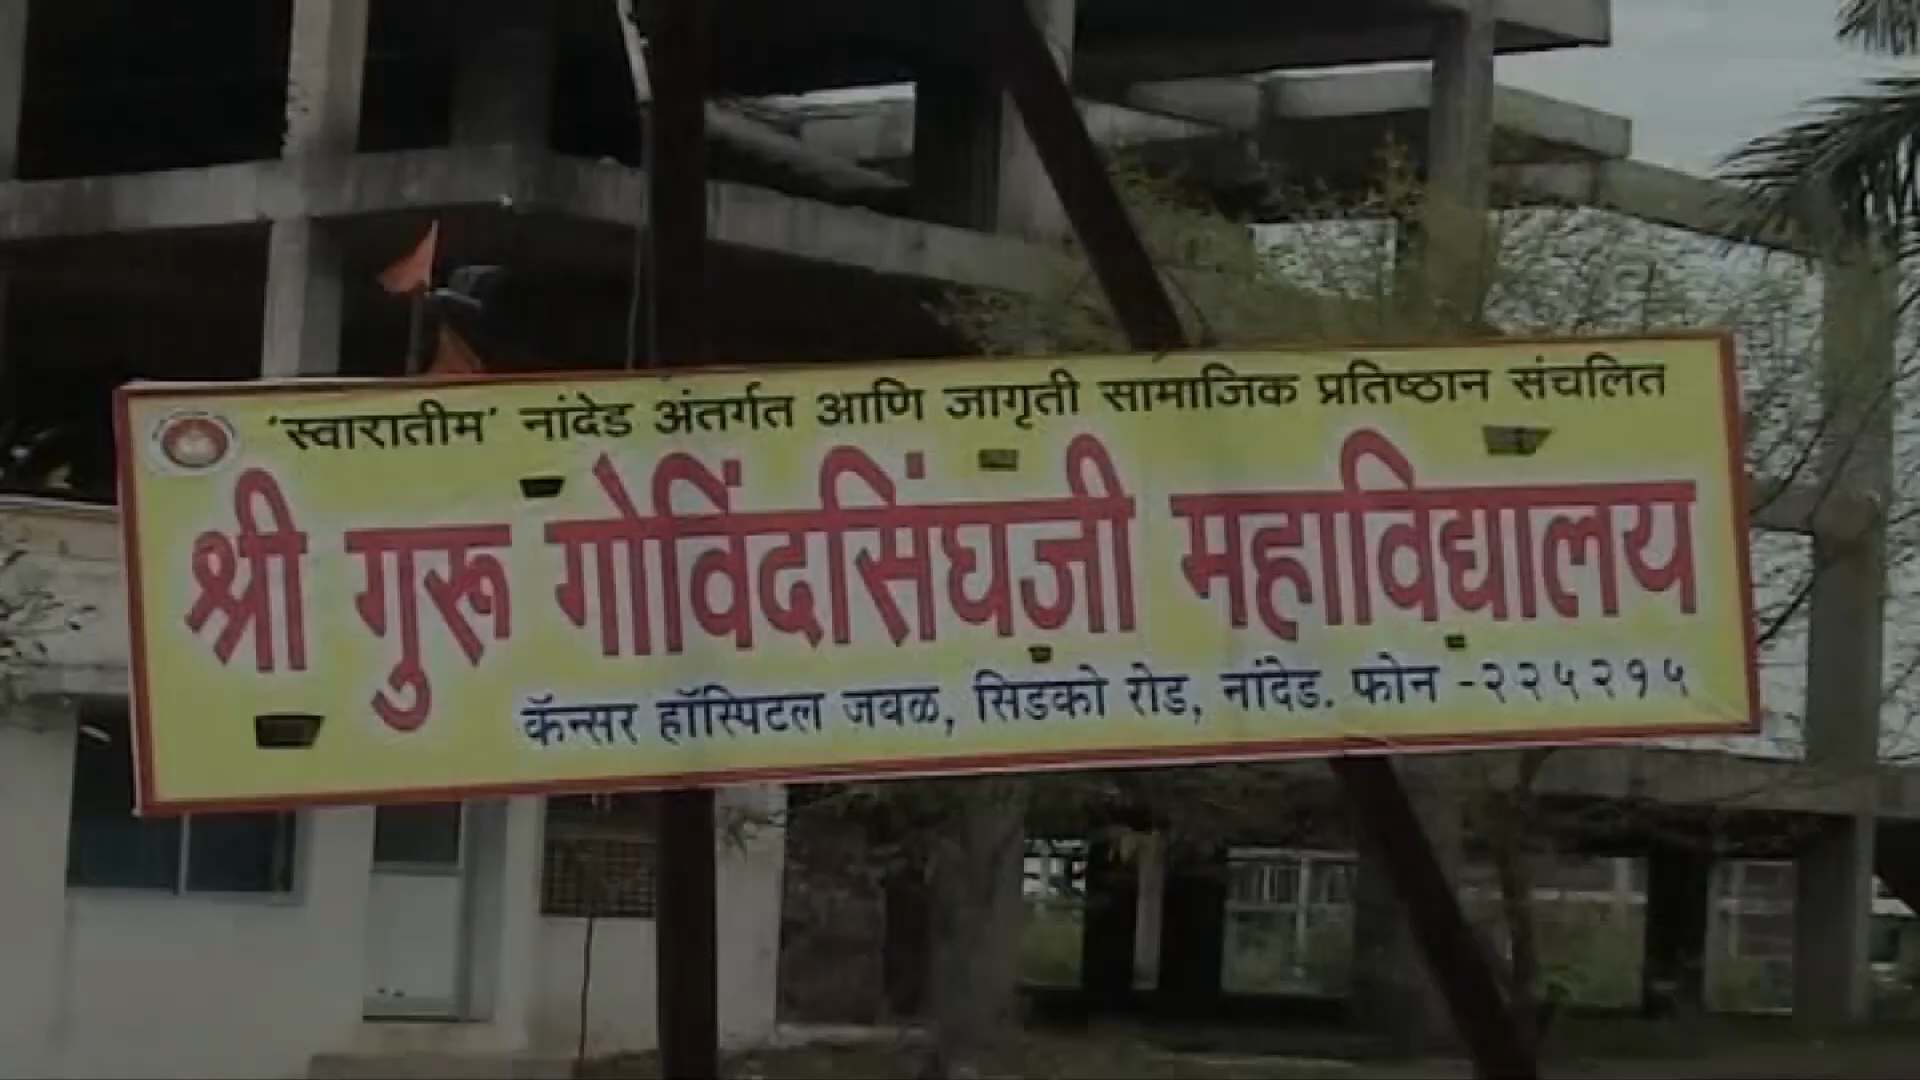 'स्वारातीम' नांदेड अंतर्गत आणि जागृती सामाजिक प्रतिष्ठान संचलित
श्री गुरू गोविंदसिंघजी महाविद्यालय
कॅन्सर हॉस्पिटल जवळ, सिडको रोड, नांदेड. फोन -२२५२१५